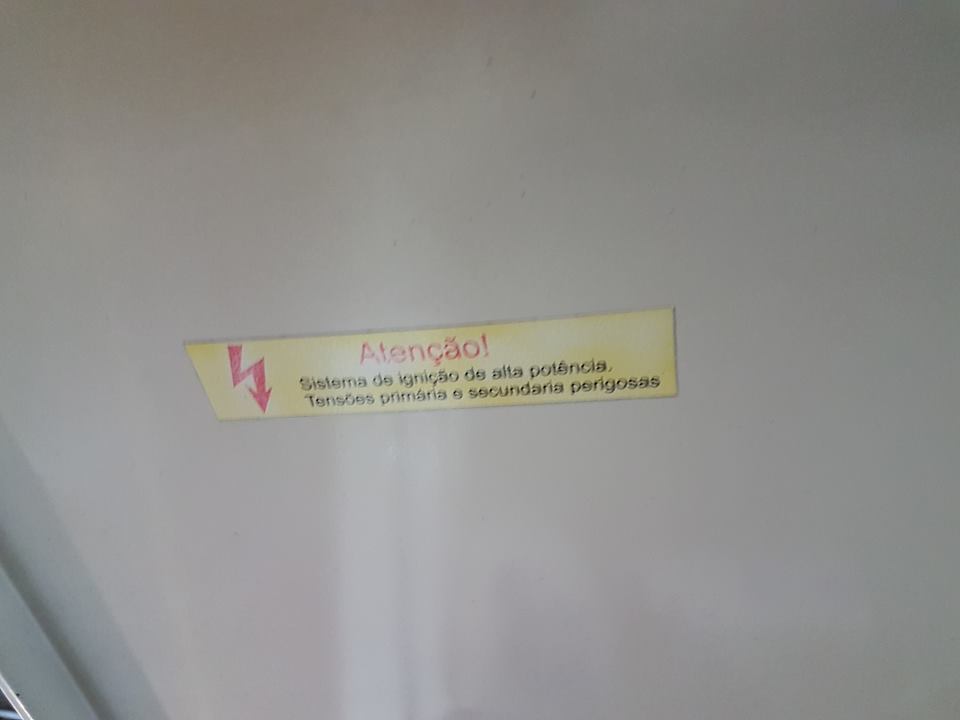 Atenção!
Sistema de ignição de alta potência.
Tensões primária e secundaria perigosas